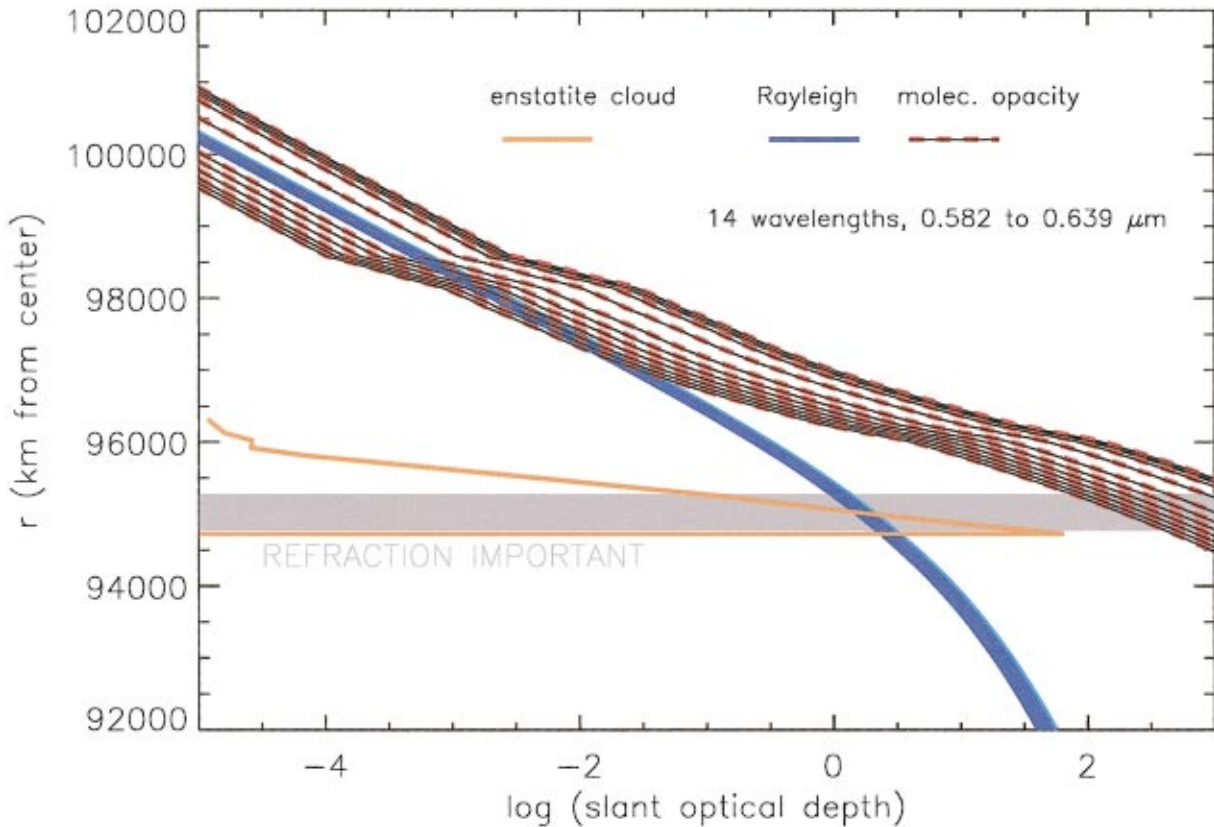 102000
100000
98000
96000
94000
92000
r (km from center)
enstatite cloud
Rayleigh
molec. opacity
14 wavelengths, 0.582 to 0.639 μm
REFRACTION IMPORTANT
−4
−2
0
2
log (slant optical depth)